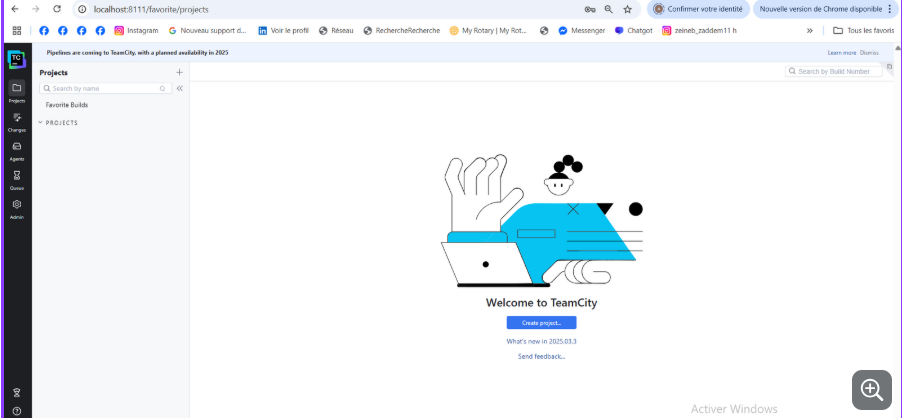 localhost:8111/favorite/projects
Confirmer votre identité
Nouvelle version de Chrome disponible
Instagram
Nouveau support d...
Voir le profil
Réseau
RechercheRecherche
My Rotary | My Rot...
Messenger
Chatgot
zeineb_zaddem11 h
»
Tous les favoris
TC
Pipelines are coming to TeamCity, with a planned availability in 2025
Learn more
Dismiss
Projects
Search by name
Search by Build Number
Favorite Builds
PROJECTS
Projects
Changes
Agents
Queue
Admin
Welcome to TeamCity
Create project...
What's new in 2025.03.3
Send feedback...
Activer Windows